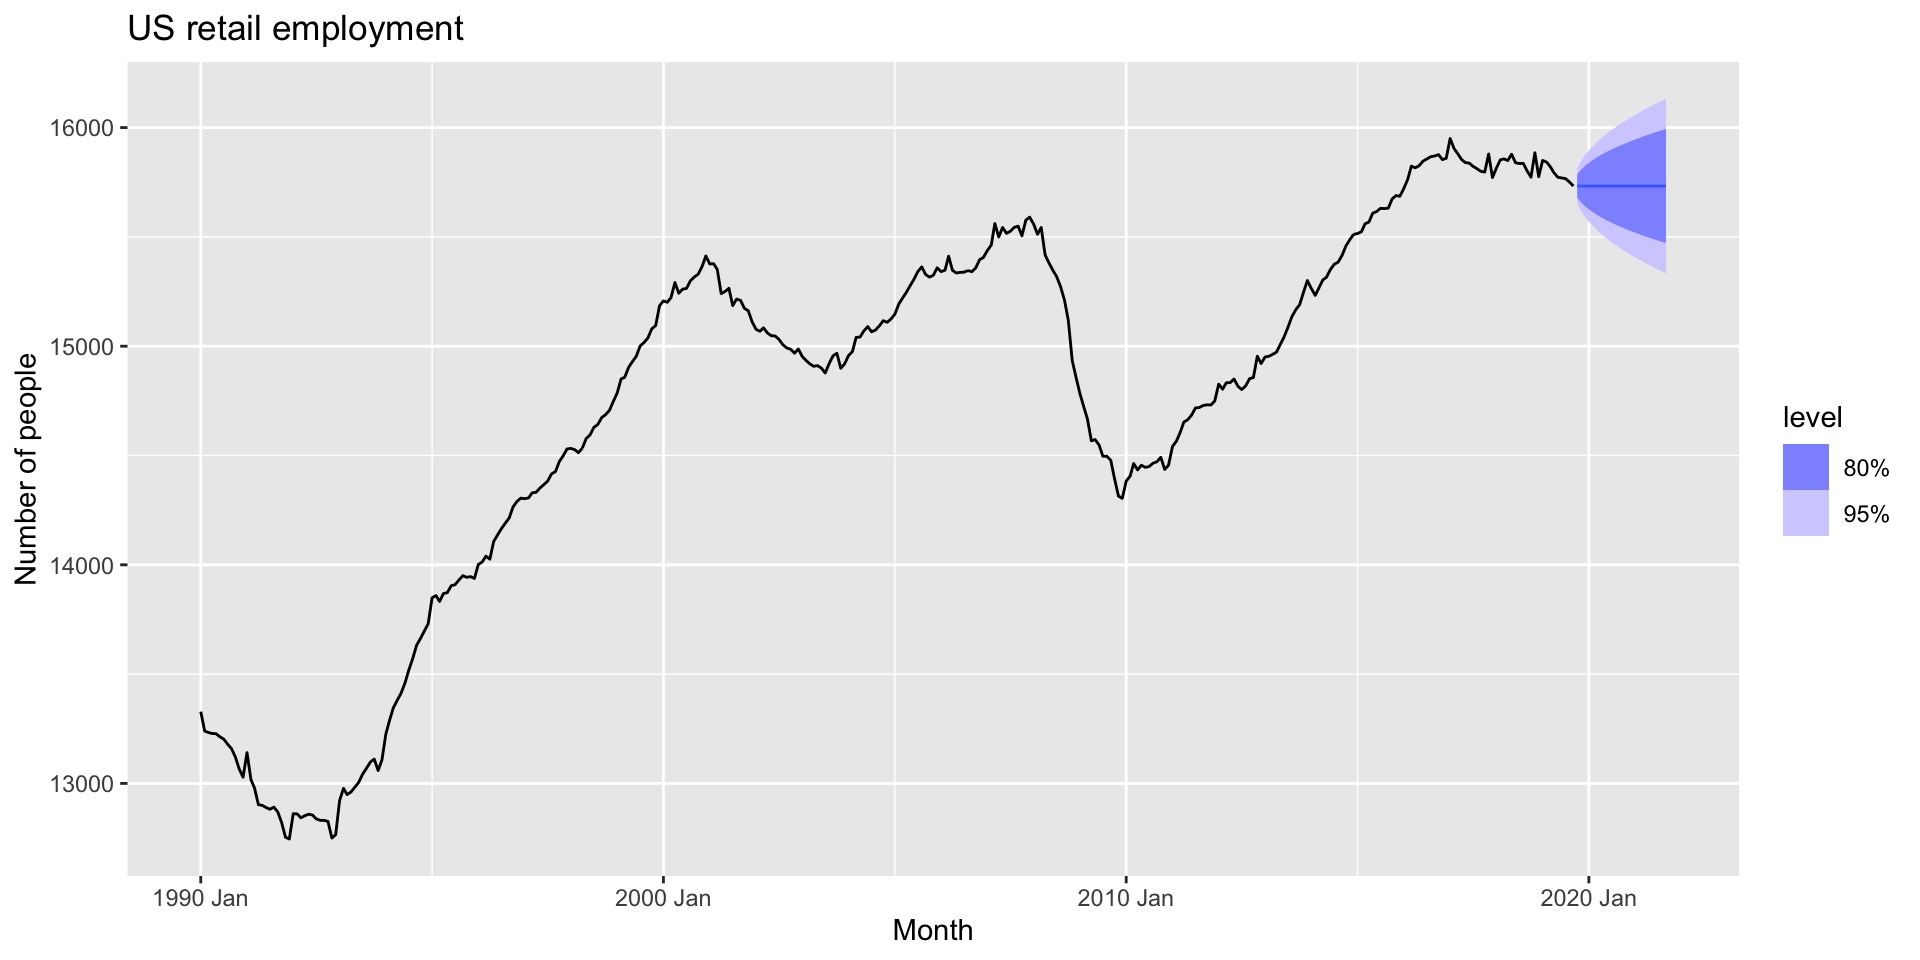 US retail employment
16000
15000
14000
13000
Number of people
1990 Jan
2000 Jan
2010 Jan
2020 Jan
Month
level
80%
95%